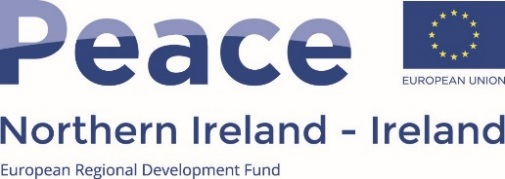 Peace
EUROPEAN UNION
Northern Ireland - Ireland
European Regional Development Fund